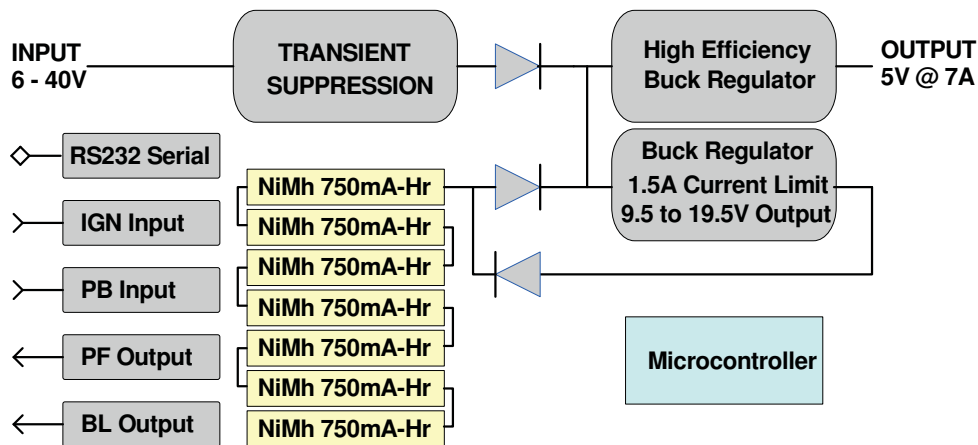 INPUT
6 - 40V
TRANSIENT
SUPPRESSION
High Efficiency
Buck Regulator
OUTPUT
5V @ 7A
RS232 Serial
IGN Input
PB Input
PF Output
BL Output
NiMh 750mA-Hr
NiMh 750mA-Hr
NiMh 750mA-Hr
NiMh 750mA-Hr
NiMh 750mA-Hr
NiMh 750mA-Hr
NiMh 750mA-Hr
Buck Regulator
1.5A Current Limit
9.5 to 19.5V Output
Microcontroller